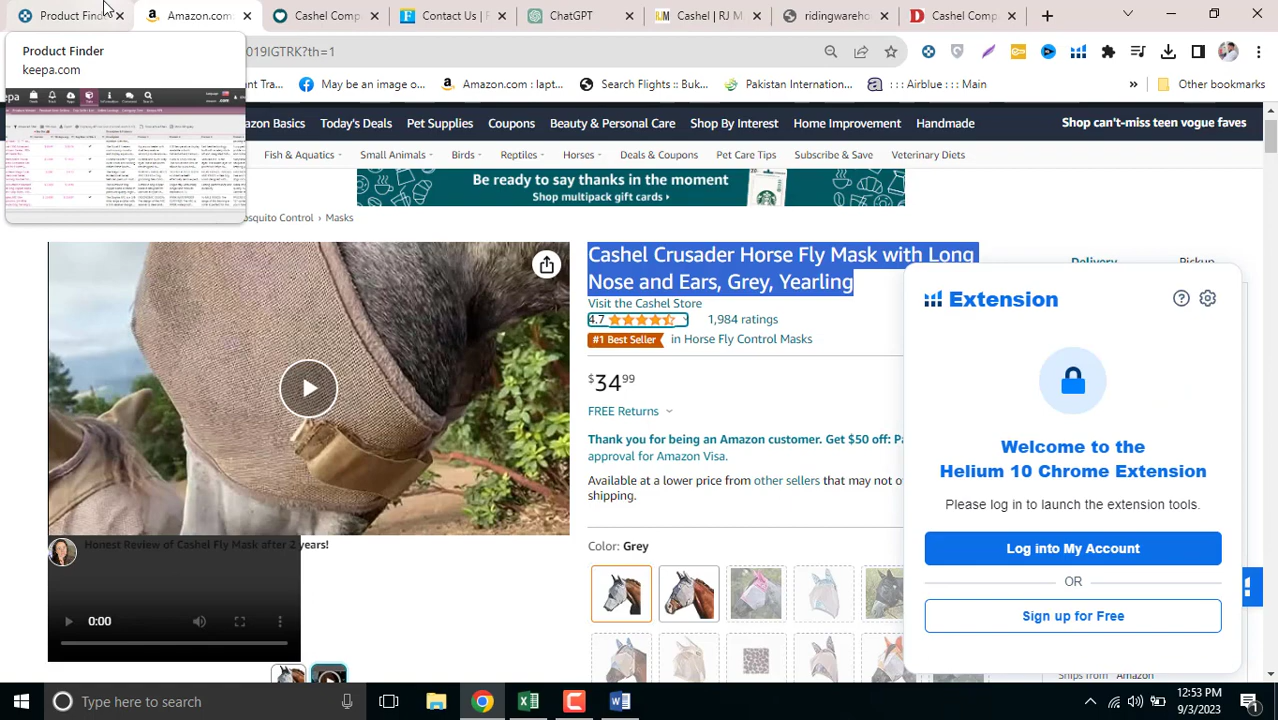 Product Find
Amazon.com
Cashel Comp
Contact Us |
ChatGPT
Cashel | RJ M
ridingwareho
Cashel Comp
019IGTRK?th=1
Product Finder
keepa.com
nt Tra...
May be an image o...
Amazon.com: : lapt...
Search Flights :: Buk...
Pakistan Internation...
:::: Airblue :::: Main
Other bookmarks
mazon Basics
Today's Deals
Pet Supplies
Beauty & Personal Care
Shop By Interest
Home Improvement
Handmade
Shop can't-miss teen vogue faves
Fish & Aquatics
Small Animals
Birds
Reptiles
Horses
Deals & Coupons
Pet Care Tips
Subscribe & Save
Veterinary Diets
Be ready to say thanks in the moment
Shop multipack gift cards
osquito Control › Masks
Cashel Crusader Horse Fly Mask with Long
Nose and Ears, Grey, Yearling
Delivery
Pickup
Visit the Cashel Store
4.7
1,984 ratings
#1 Best Seller
in Horse Fly Control Masks
$34 99
FREE Returns
Thank you for being an Amazon customer. Get $50 off: Pa
approval for Amazon Visa.
Available at a lower price from other sellers that may not o
shipping.
Color: Grey
Extension
Welcome to the
Helium 10 Chrome Extension
Please log in to launch the extension tools.
Log into My Account
OR
Sign up for Free
Ships from
Amazon
Honest Review of Cashel Fly Mask after 2 years!
0:00
Type here to search
12:53 PM
9/3/2023
1